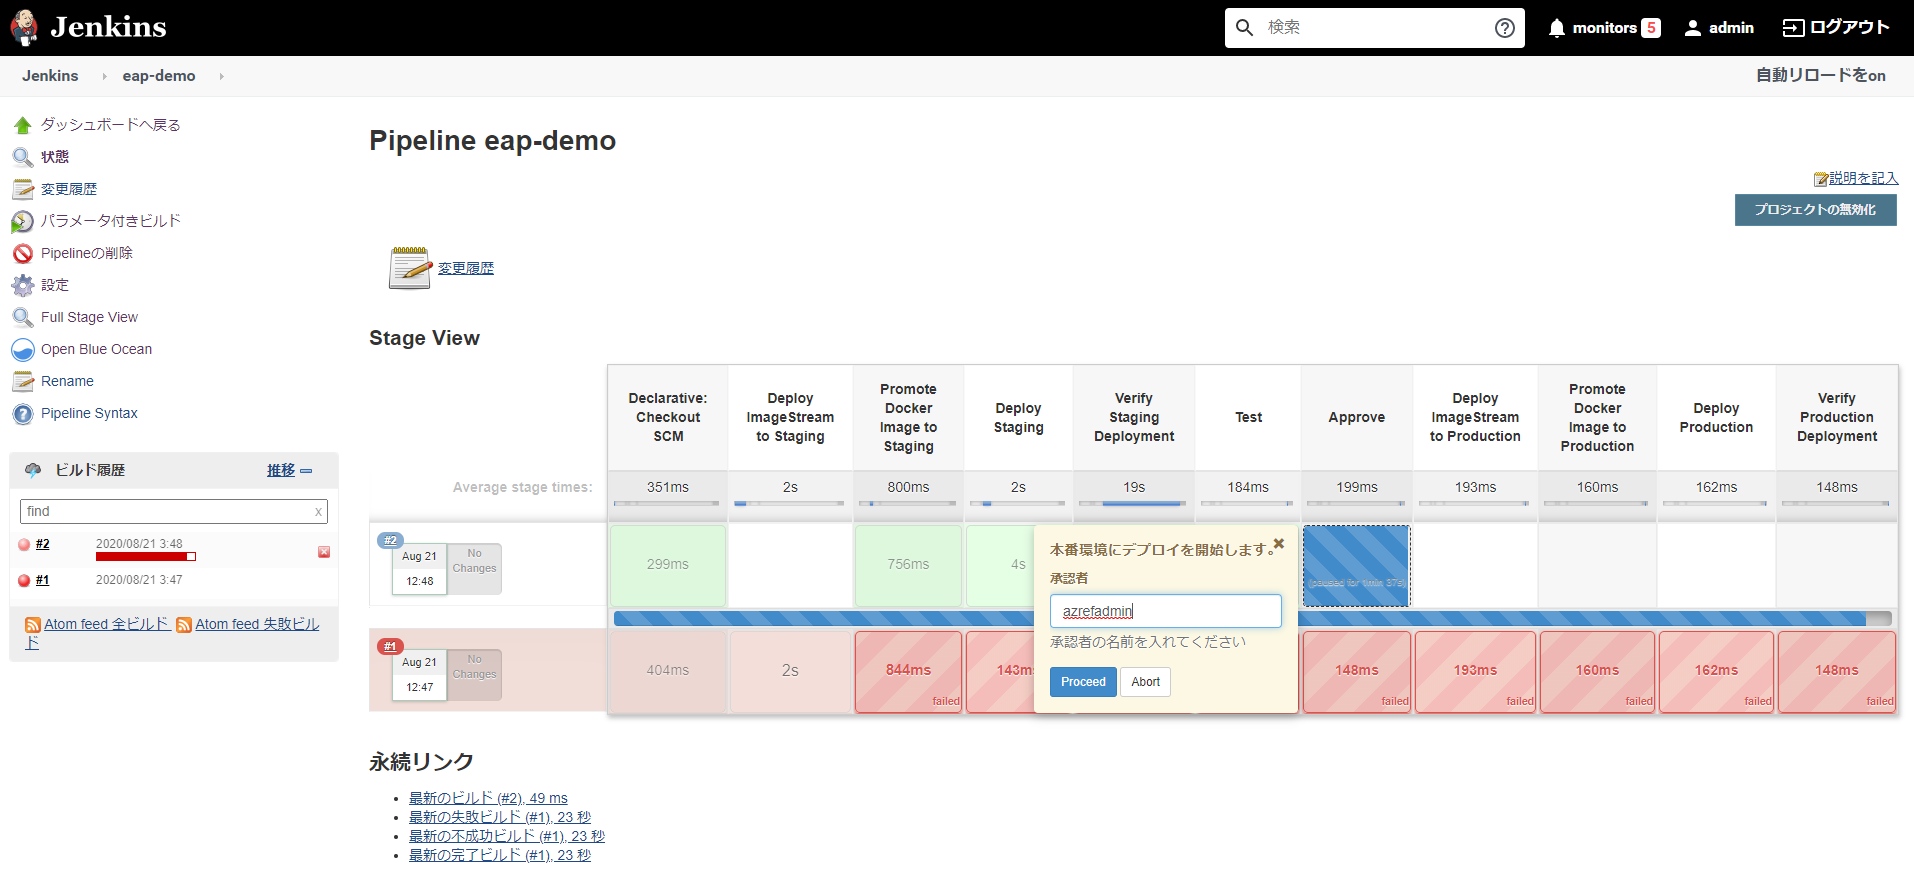 Jenkins
検索
monitors 5
admin
ログアウト
Jenkins
eap-demo
自動リロードをon
ダッシュボードへ戻る
状態
変更履歴
パラメータ付きビルド
Pipelineの削除
設定
Full Stage View
Open Blue Ocean
Rename
Pipeline Syntax
ビルド履歴
推移
find
x
#2
2020/08/21 3:48
#1
2020/08/21 3:47
Atom feed 全ビルド
Atom feed 失敗ビル
ド
Pipeline eap-demo
説明を記入
プロジェクトの無効化
変更履歴
Stage View
Declarative:
Checkout
SCM
Deploy
ImageStream
to Staging
Promote
Docker
Image to
Staging
Deploy
Staging
Verify
Staging
Deployment
Test
Approve
Deploy
ImageStream
to Production
Promote
Docker
Image to
Production
Deploy
Production
Verify
Production
Deployment
Average stage times:
351ms
2s
800ms
2s
19s
184ms
199ms
193ms
160ms
162ms
148ms
#2
Aug 21
12:48
No
Changes
299ms
756ms
4s
(paused for 1min 37s)
本番環境にデプロイを開始します。
承認者
azrefadmin
承認者の名前を入れてください
Proceed
Abort
#1
Aug 21
12:47
No
Changes
404ms
2s
844ms
failed
143ms
148ms
failed
193ms
failed
160ms
failed
162ms
failed
148ms
failed
永続リンク
最新のビルド (#2), 49 ms
最新の失敗ビルド (#1), 23 秒
最新の不成功ビルド (#1), 23 秒
最新の完了ビルド (#1), 23 秒